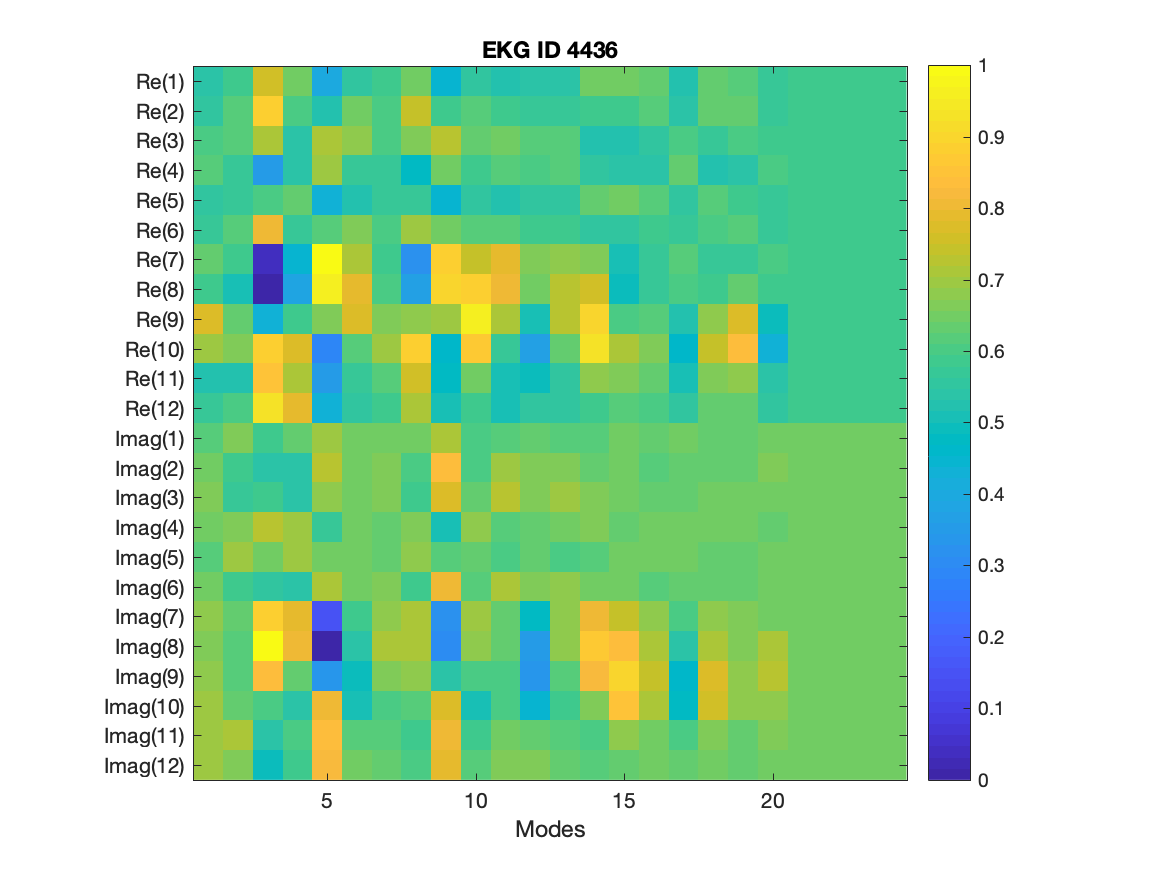 EKG ID 4436
Re(1)
Re(2)
Re(3)
Re(4)
Re(5)
Re(6)
Re(7)
Re(8)
Re(9)
Re(10)
Re(11)
Re(12)
Imag(1)
Imag(2)
Imag(3)
Imag(4)
Imag(5)
Imag(6)
Imag(7)
Imag(8)
Imag(9)
Imag(10)
Imag(11)
Imag(12)
5 10 15 20
Modes
1
0.9
0.8
0.7
0.6
0.5
0.4
0.3
0.2
0.1
0